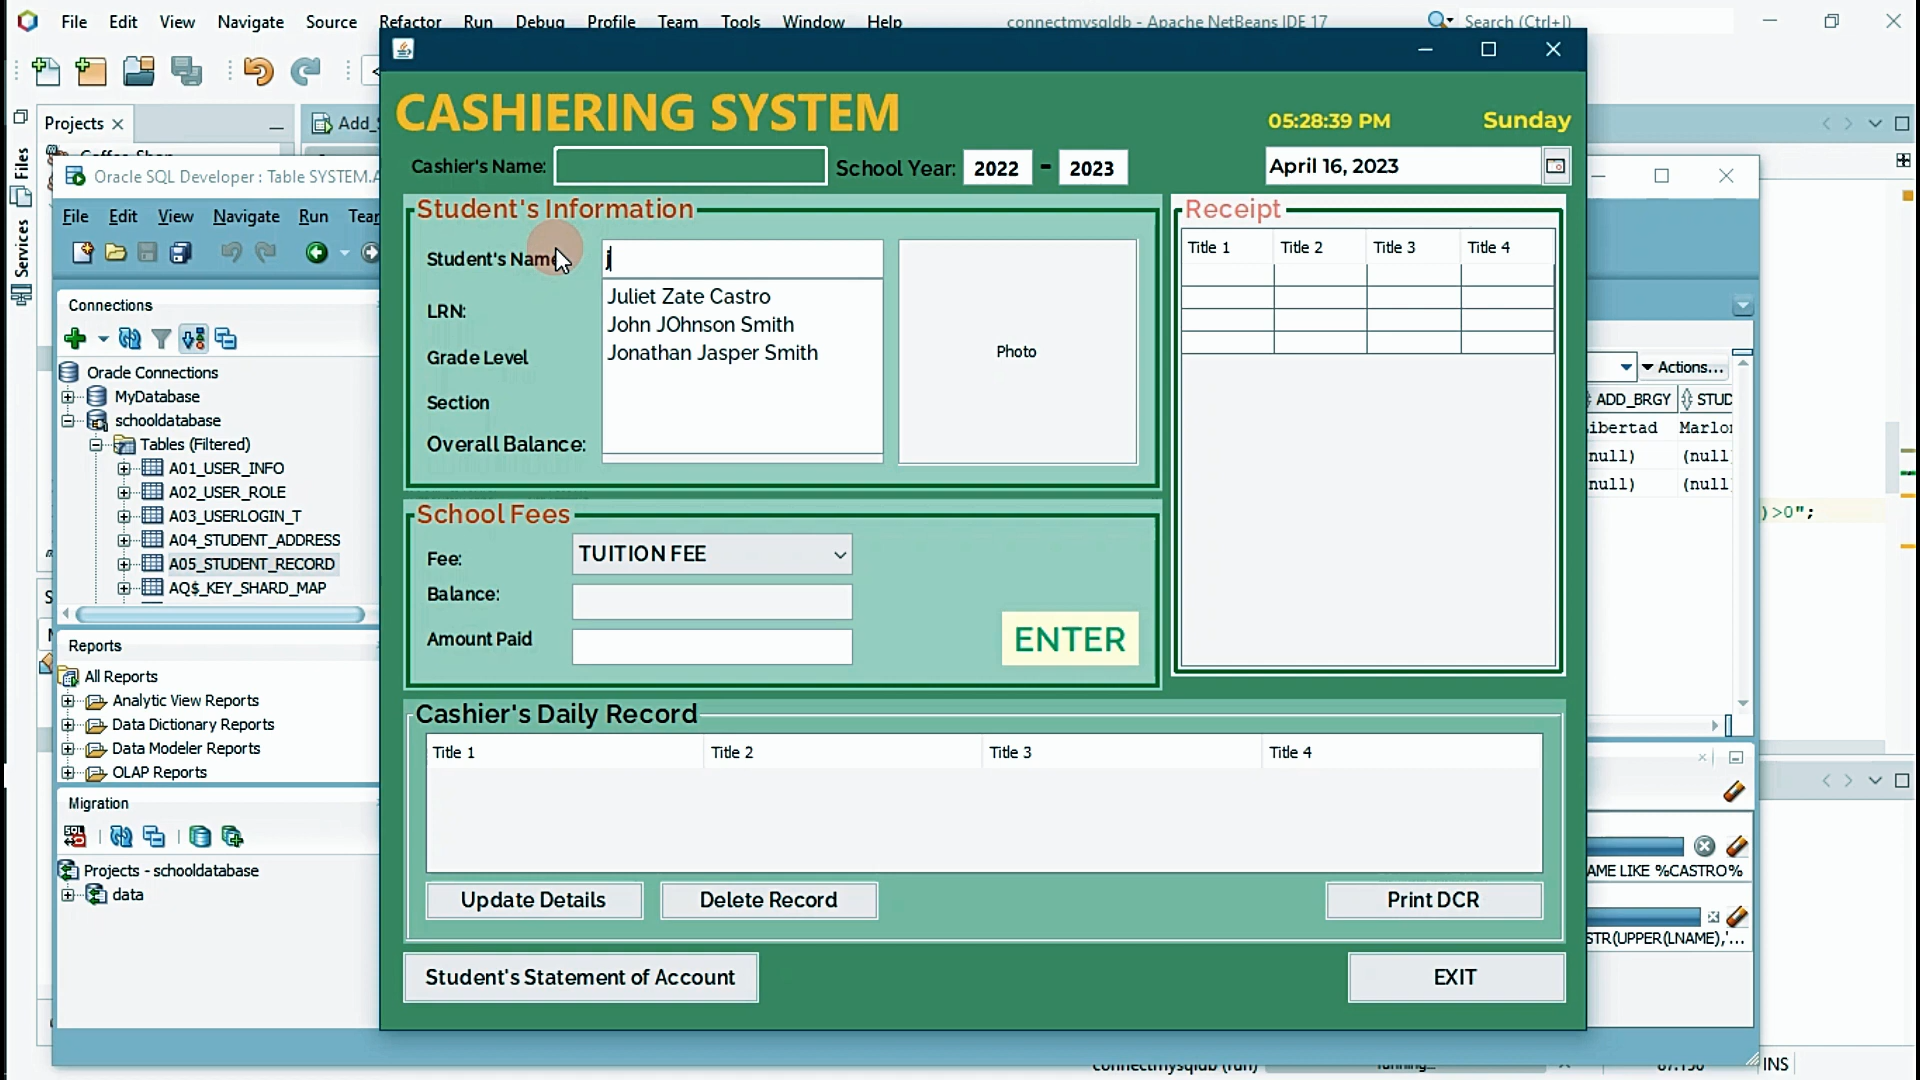 File Edit View Navigate Source Refactor Run Debug Profile Team Tools Window Help
connectmysqldb - Apache NetBeans IDE 17
Search (Ctrl+I)
Projects
Files
Services
Oracle SQL Developer : Table SYSTEM.A
File Edit View Navigate Run
Connections
Oracle Connections
MyDatabase
schooldatabase
Tables (Filtered)
A01_USER_INFO
A02_USER_ROLE
A03_USERLOGIN_T
A04_STUDENT_ADDRESS
A05_STUDENT_RECORD
AQ$_KEY_SHARD_MAP
Reports
All Reports
Analytic View Reports
Data Dictionary Reports
Data Modeler Reports
OLAP Reports
Migration
Projects - schooldatabase
data
CASHIERING SYSTEM
05:28:39 PM Sunday
Cashier's Name: School Year: 2022 - 2023
April 16, 2023
Student's Information
Student's Name
j
Juliet Zate Castro
John JOhnson Smith
Jonathan Jasper Smith
LRN:
Grade Level
Section
Overall Balance:
Photo
Receipt
Title 1 Title 2 Title 3 Title 4
School Fees
Fee: TUITION FEE
Balance:
Amount Paid
ENTER
Cashier's Daily Record
Title 1 Title 2 Title 3 Title 4
Update Details Delete Record Print DCR
Student's Statement of Account EXIT
Actions...
ADD_BRGY STUD
ibertad Marlo
null) (null
null) (null
)>0";
AME LIKE %CASTRO%
STR(UPPER(LNAME),'...
connectmysqldb (run) running...
INS